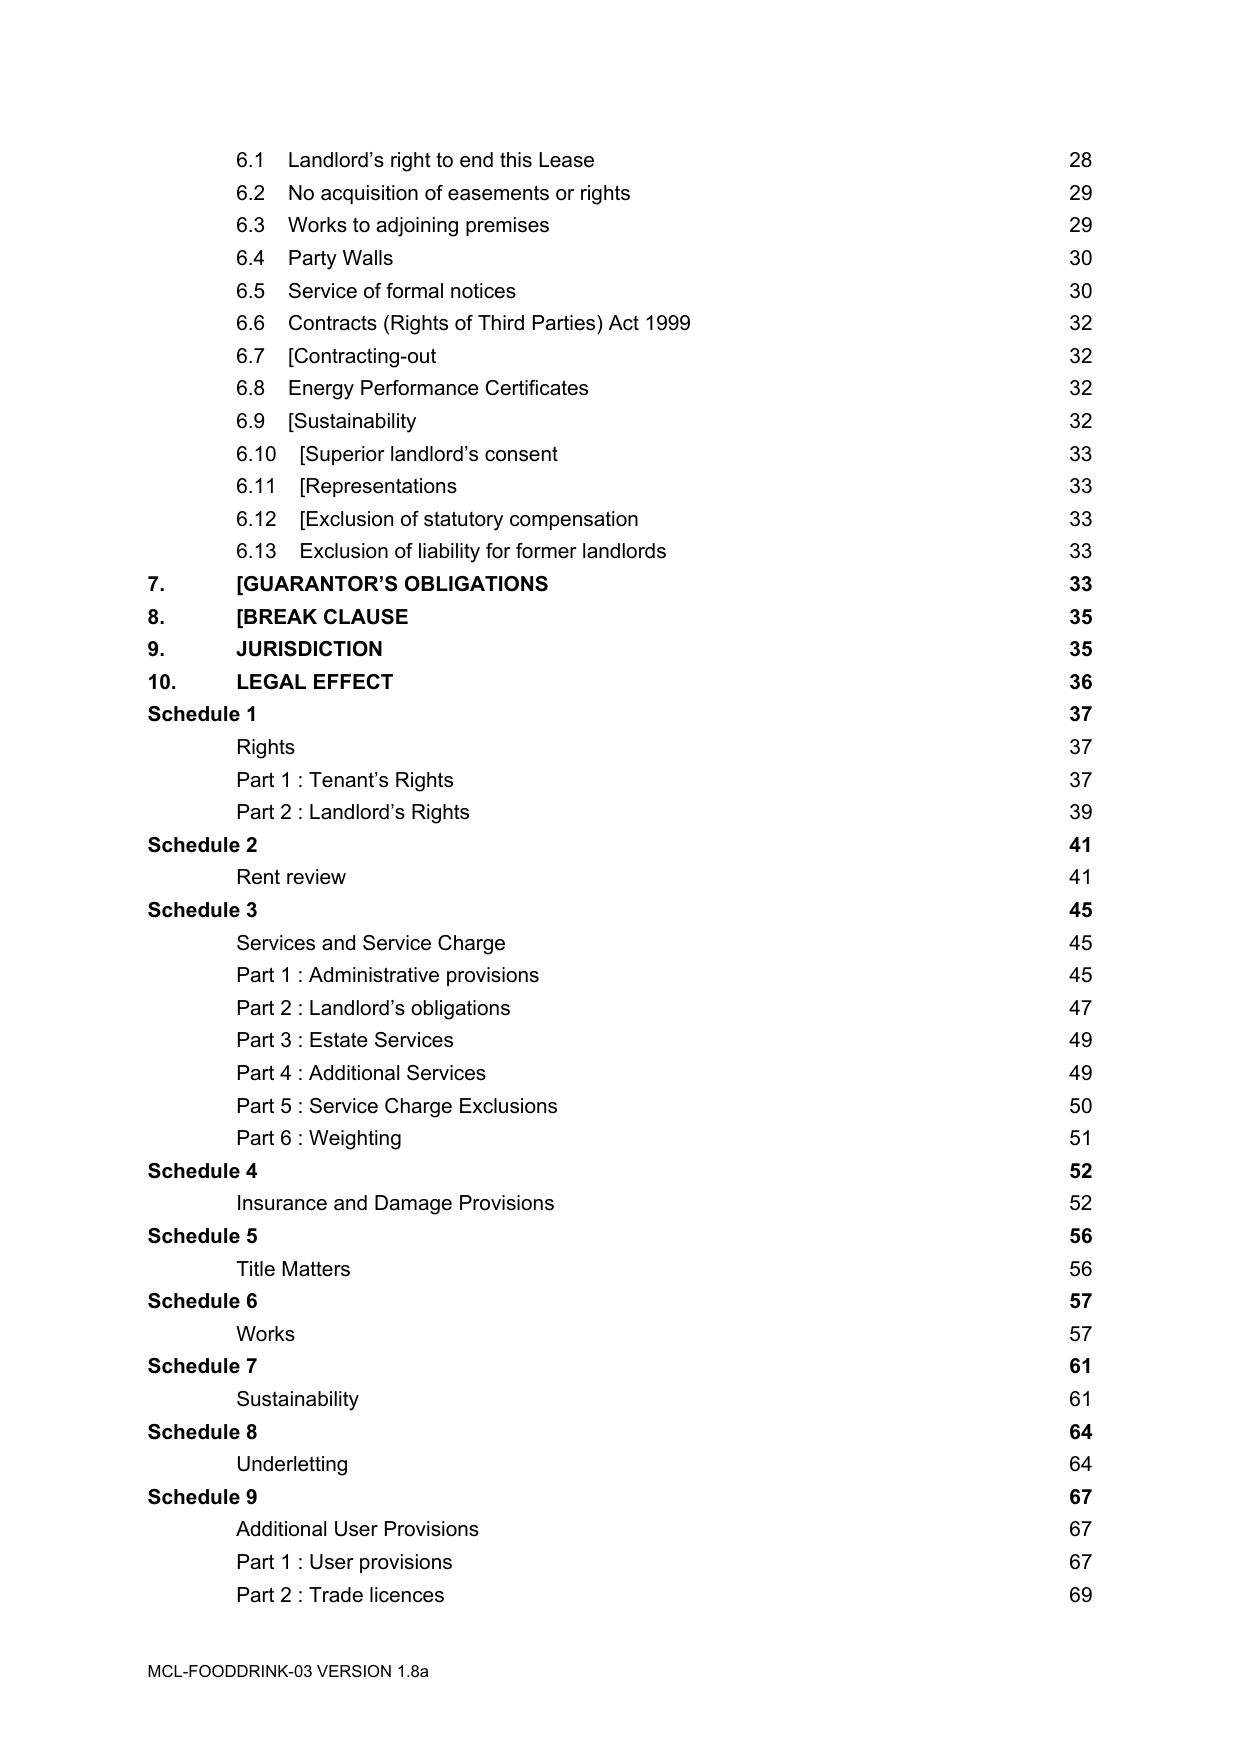 6.1 Landlord’s right to end this Lease 28
6.2 No acquisition of easements or rights 29
6.3 Works to adjoining premises 29
6.4 Party Walls 30
6.5 Service of formal notices 30
6.6 Contracts (Rights of Third Parties) Act 1999 32
6.7 [Contracting-out 32
6.8 Energy Performance Certificates 32
6.9 [Sustainability 32
6.10 [Superior landlord’s consent 33
6.11 [Representations 33
6.12 [Exclusion of statutory compensation 33
6.13 Exclusion of liability for former landlords 33
7. [GUARANTOR’S OBLIGATIONS 33
8. [BREAK CLAUSE 35
9. JURISDICTION 35
10. LEGAL EFFECT 36
Schedule 1 37
Rights 37
Part 1 : Tenant’s Rights 37
Part 2 : Landlord’s Rights 39
Schedule 2 41
Rent review 41
Schedule 3 45
Services and Service Charge 45
Part 1 : Administrative provisions 45
Part 2 : Landlord’s obligations 47
Part 3 : Estate Services 49
Part 4 : Additional Services 49
Part 5 : Service Charge Exclusions 50
Part 6 : Weighting 51
Schedule 4 52
Insurance and Damage Provisions 52
Schedule 5 56
Title Matters 56
Schedule 6 57
Works 57
Schedule 7 61
Sustainability 61
Schedule 8 64
Underletting 64
Schedule 9 67
Additional User Provisions 67
Part 1 : User provisions 67
Part 2 : Trade licences 69
MCL-FOODDRINK-03 VERSION 1.8a